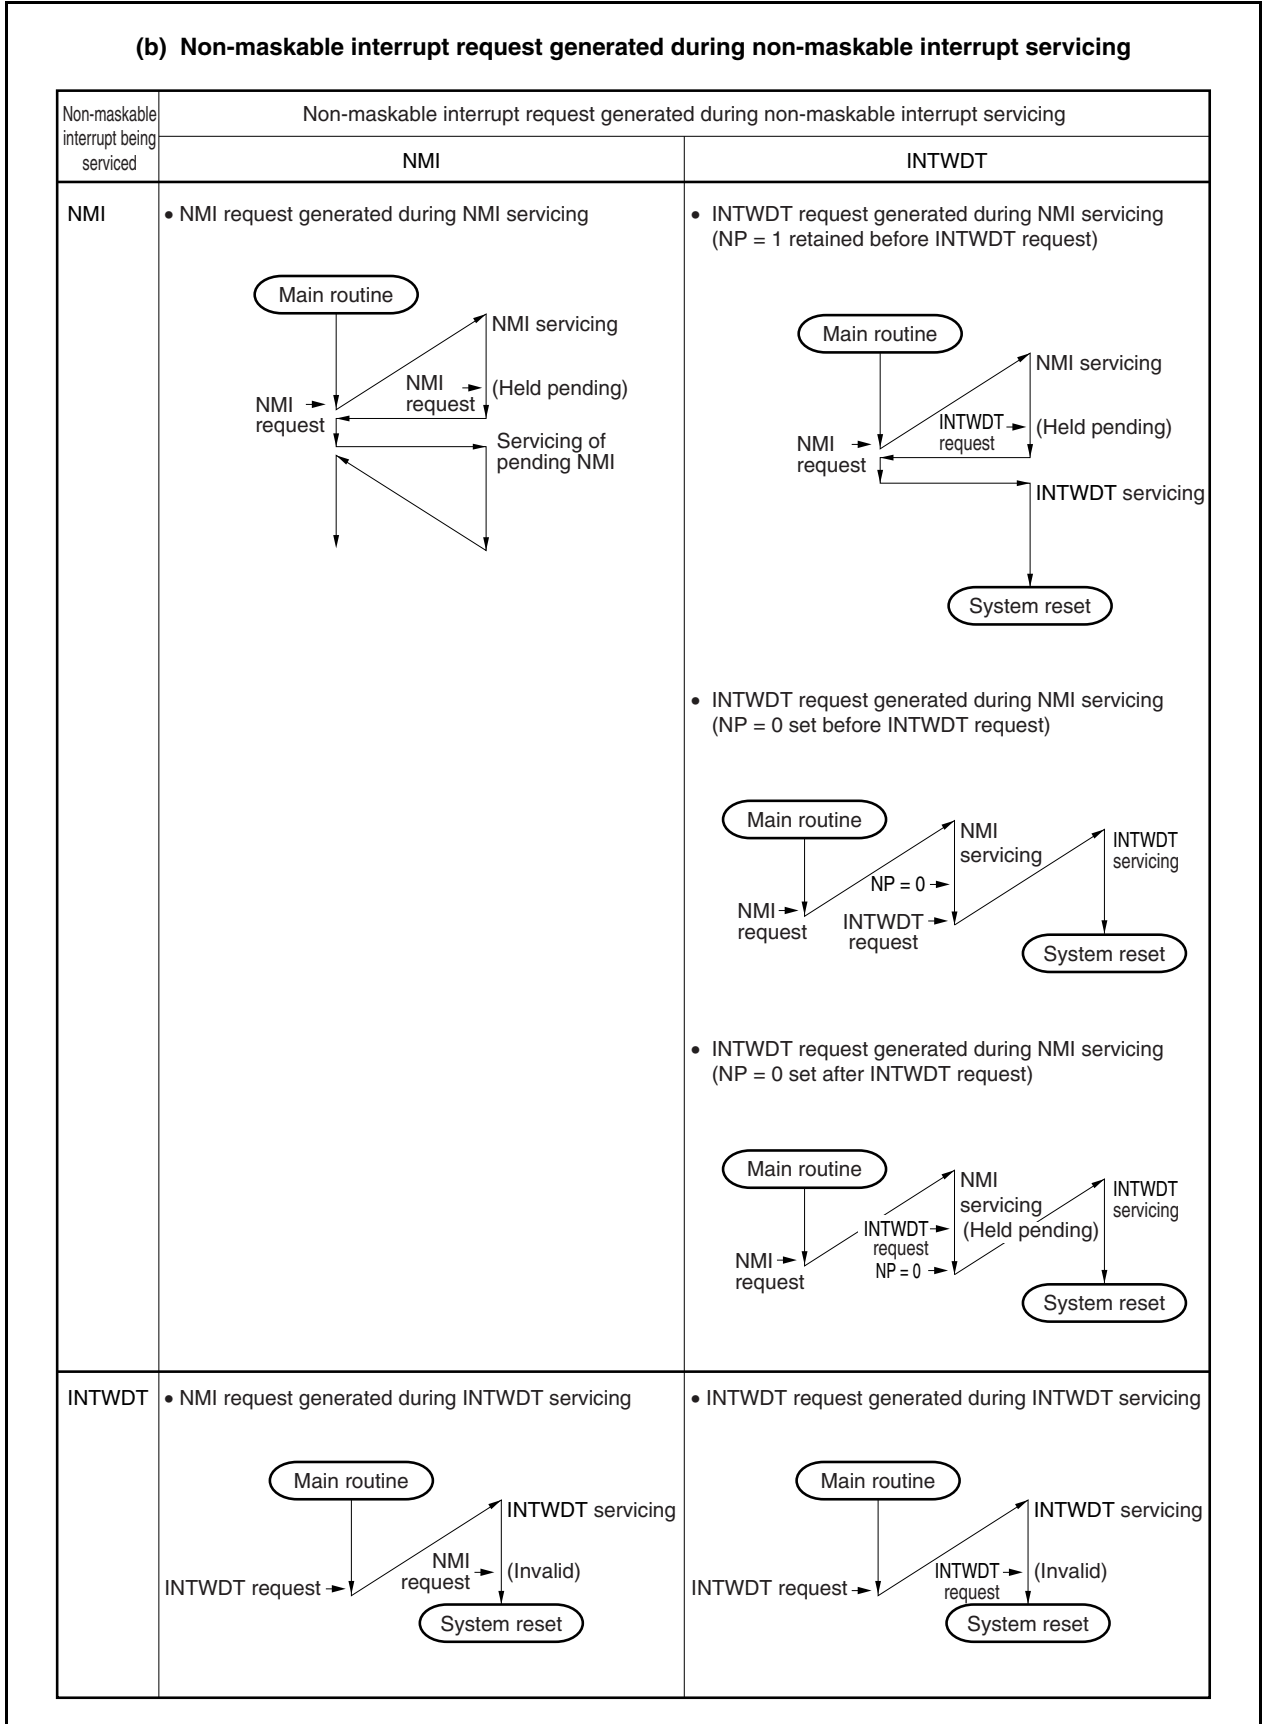 (b) Non-maskable interrupt request generated during non-maskable interrupt servicing
Non-maskable
interrupt being
serviced
Non-maskable interrupt request generated during non-maskable interrupt servicing
NMI
INTWDT
NMI
• NMI request generated during NMI servicing
Main routine
NMI servicing
NMI
request
(Held pending)
NMI
request
Servicing of
pending NMI
• INTWDT request generated during NMI servicing
(NP = 1 retained before INTWDT request)
Main routine
NMI servicing
INTWDT
request
(Held pending)
NMI
request
INTWDT servicing
System reset
• INTWDT request generated during NMI servicing
(NP = 0 set before INTWDT request)
Main routine
NMI
servicing
INTWDT
servicing
NP = 0
NMI
request
INTWDT
request
System reset
• INTWDT request generated during NMI servicing
(NP = 0 set after INTWDT request)
Main routine
NMI
servicing
(Held pending)
INTWDT
servicing
INTWDT
request
NP = 0
NMI
request
System reset
INTWDT
• NMI request generated during INTWDT servicing
Main routine
INTWDT servicing
NMI
request
(Invalid)
INTWDT request
System reset
• INTWDT request generated during INTWDT servicing
Main routine
INTWDT servicing
INTWDT
request
(Invalid)
INTWDT request
System reset